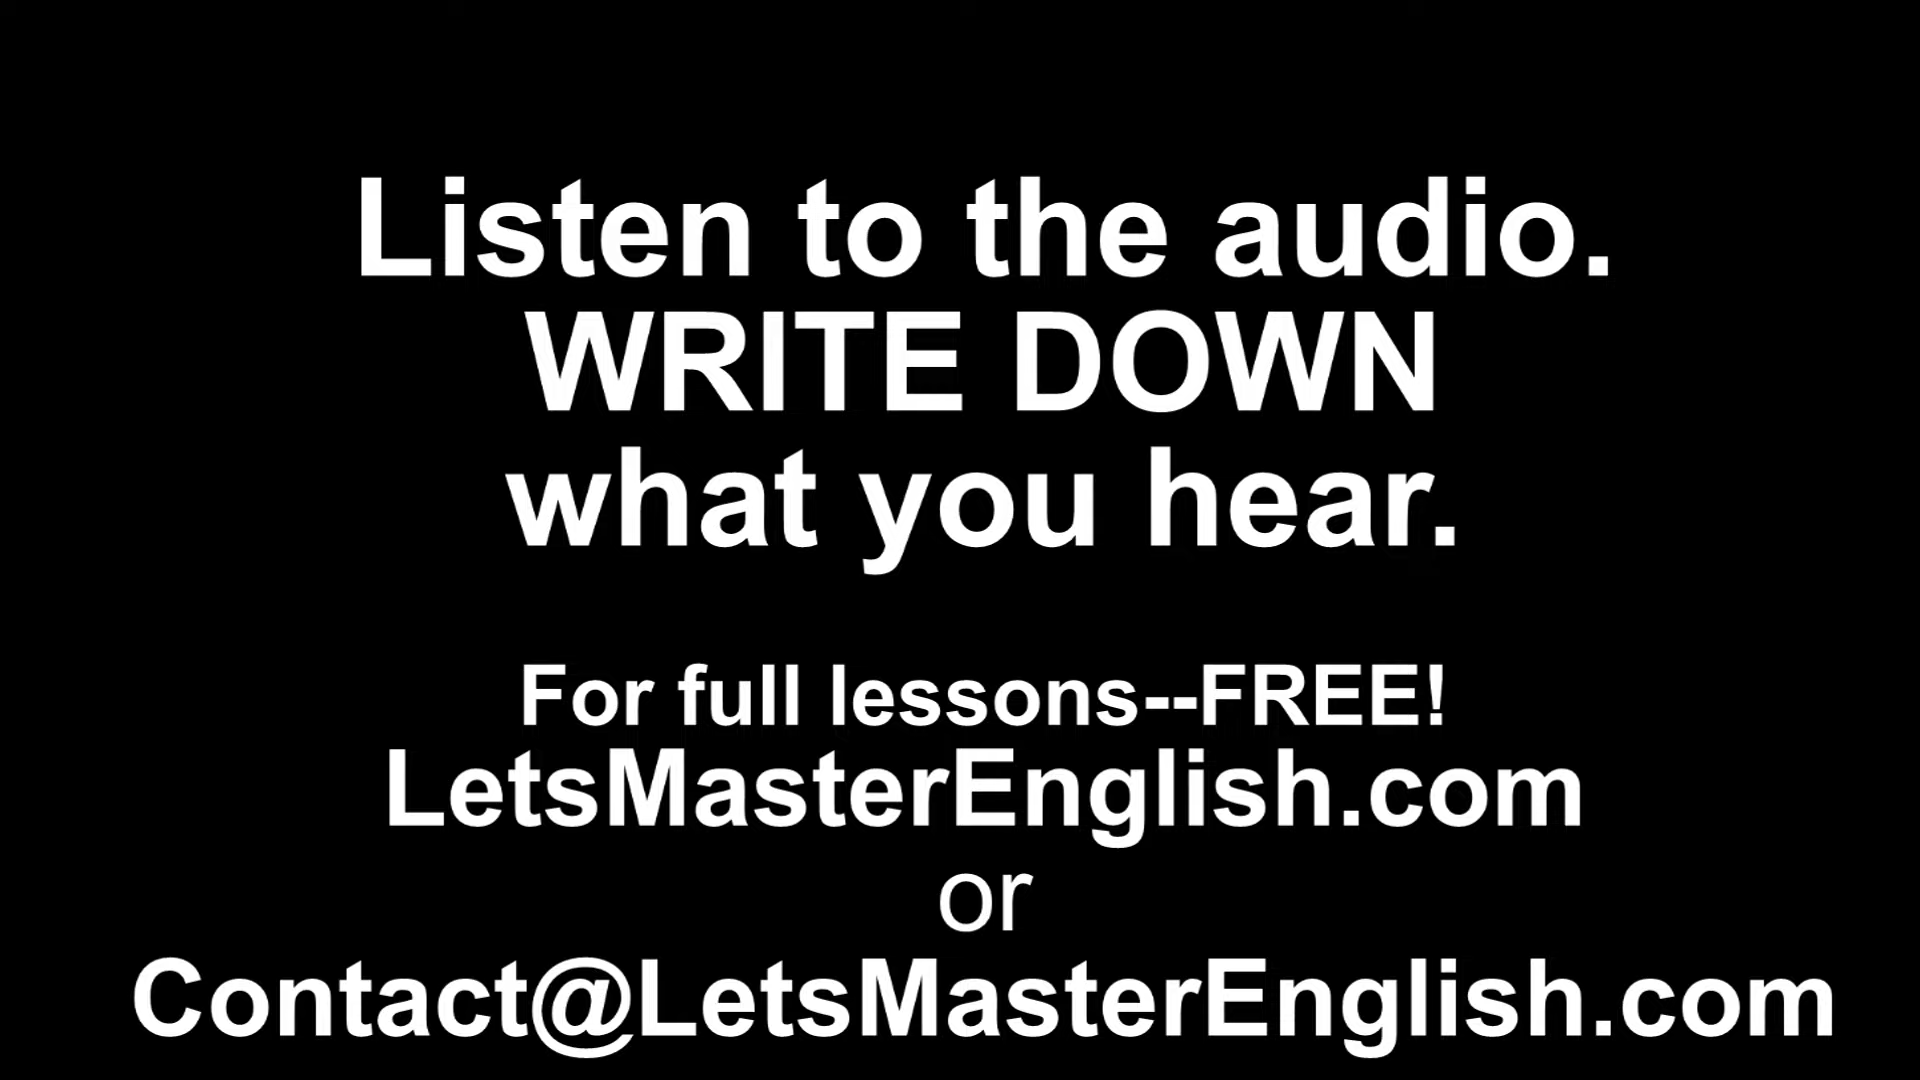 Listen to the audio.
WRITE DOWN
what you hear.
For full lessons--FREE!
LetsMasterEnglish.com
or
Contact@LetsMasterEnglish.com